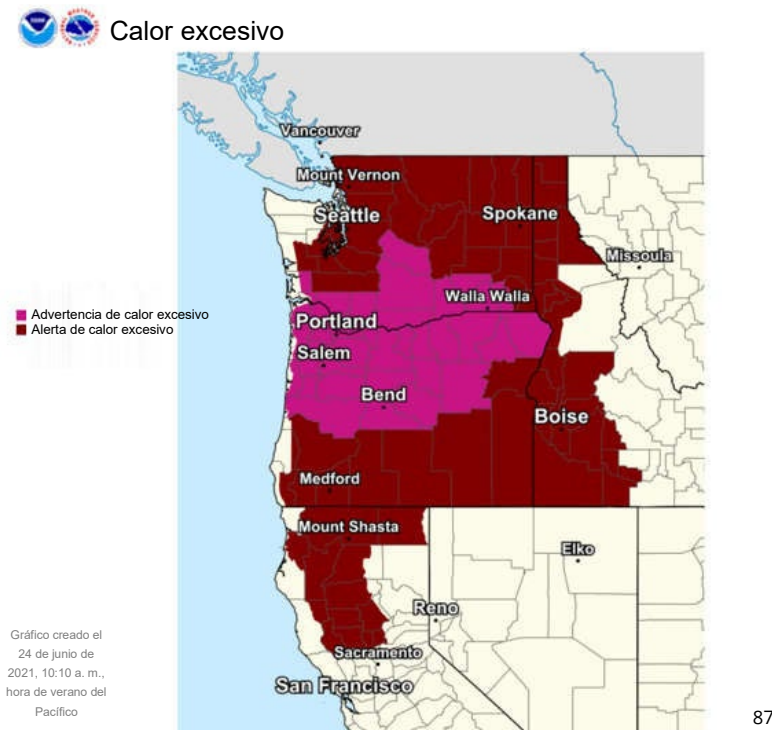 Calor excesivo
Vancouver
Mount Vernon
Seattle
Spokane
Missoula
Walla Walla
Advertencia de calor excesivo
Alerta de calor excesivo
Portland
Salem
Bend
Boise
Medford
Mount Shasta
Elko
Reno
Sacramento
San Francisco
Gráfico creado el
24 de junio de
2021, 10:10 a. m.,
hora de verano del
Pacífico
87